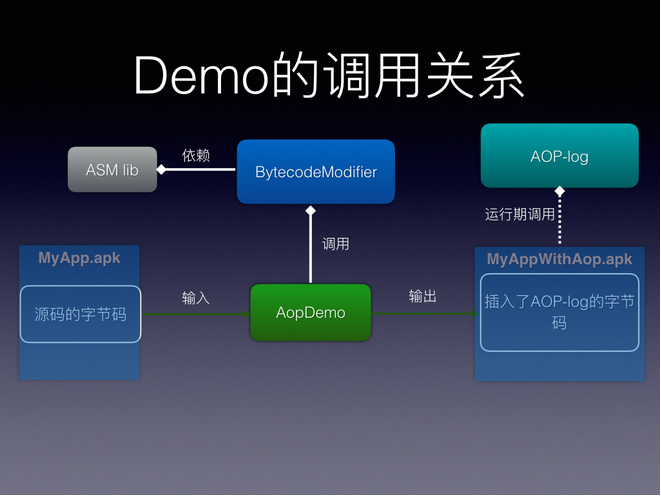 Demo的调用关系
AOP-log
依赖
ASM lib
BytecodeModifier
运行期调用
调用
MyApp.apk
MyAppWithAop.apk
输入
输出
源码的字节码
AopDemo
插入了AOP-log的字节
码